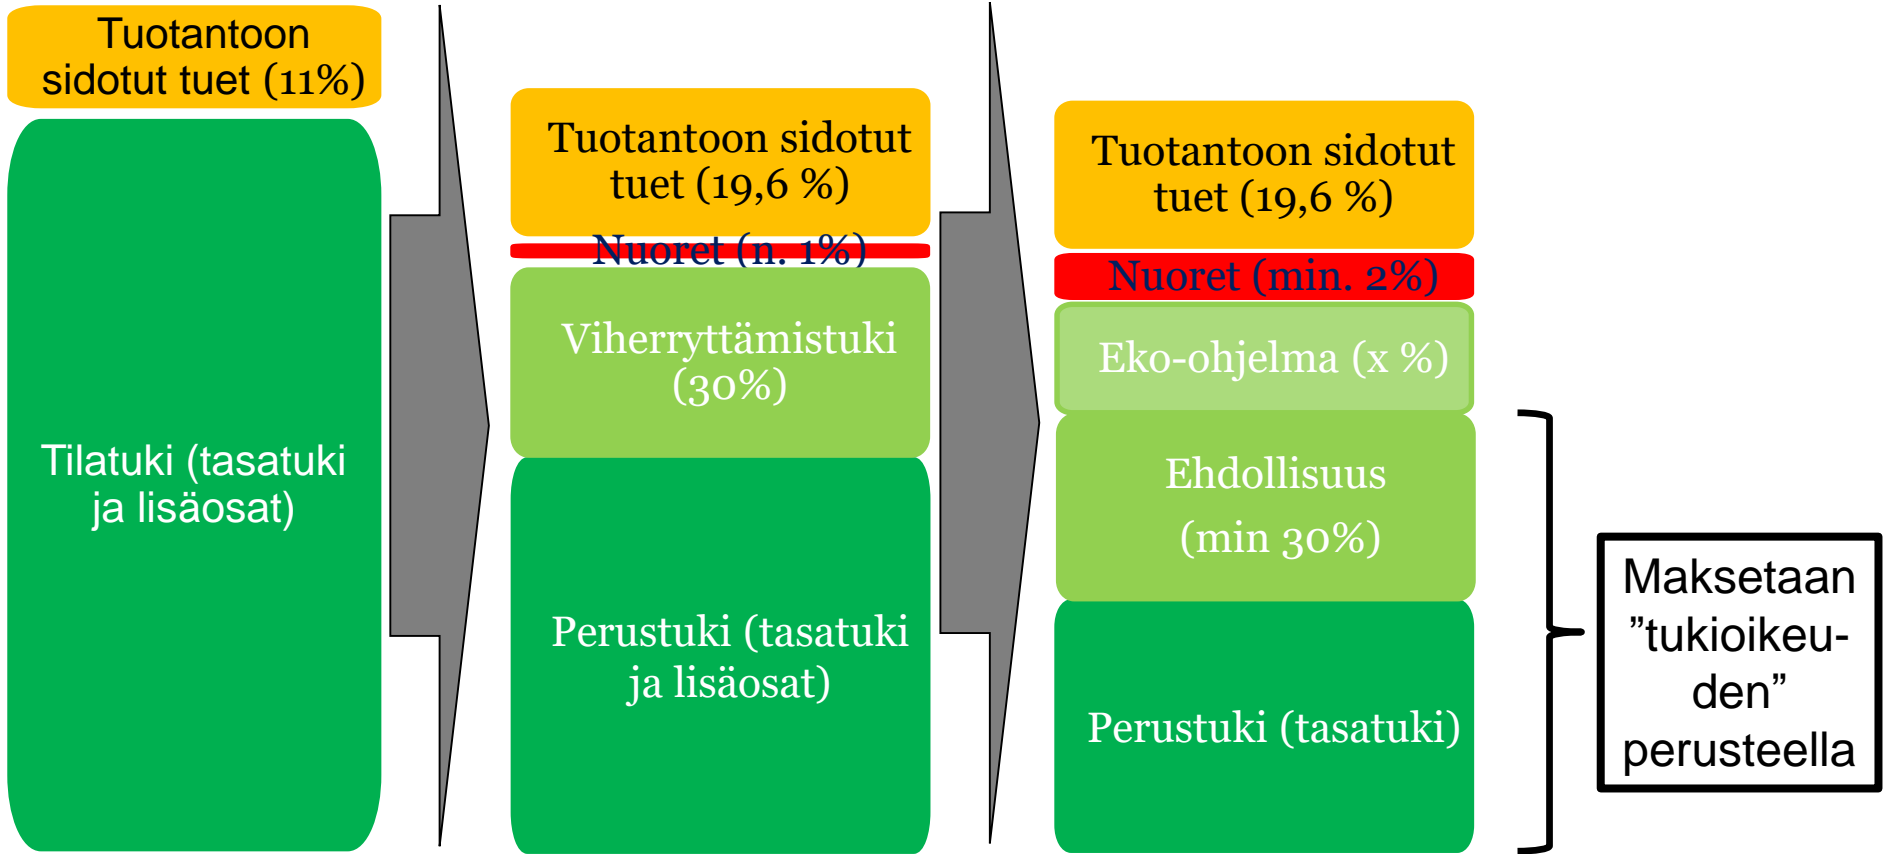 Tuotantoon
sidotut tuet (11%)
Tilatuki (tasatuki
ja lisäosat)
Tuotantoon sidotut
tuet (19,6 %)
Nuoret (n. 1%)
Viherryttämistuki
(30%)
Perustuki (tasatuki
ja lisäosat)
Tuotantoon sidotut
tuet (19,6 %)
Nuoret (min. 2%)
Eko-ohjelma (x %)
Ehdollisuus
(min 30%)
Perustuki (tasatuki)
Maksetaan
”tukioikeu-
den”
perusteella